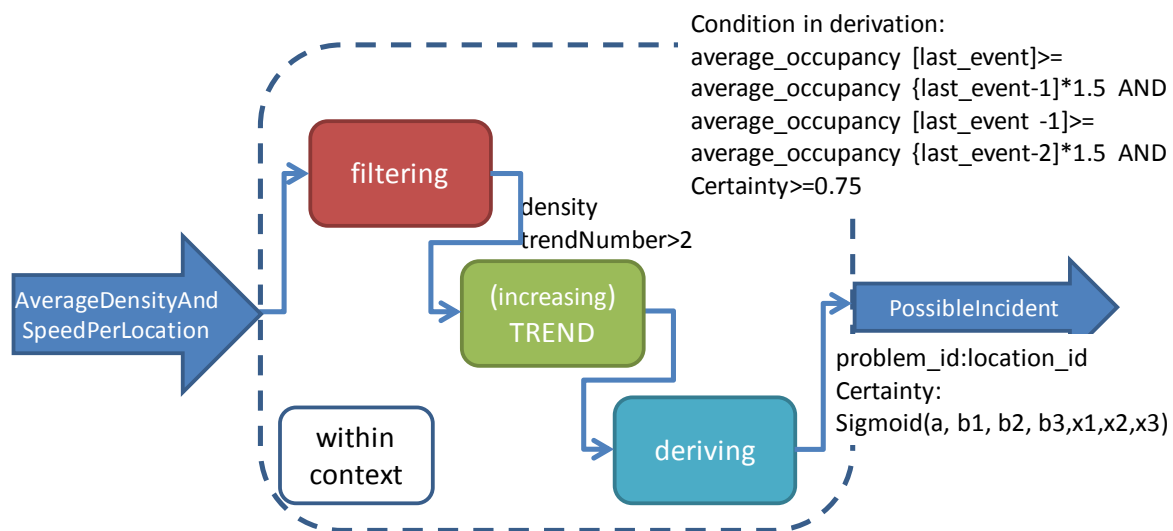 Condition in derivation:
average_occupancy [last_event]>=
average_occupancy {last_event-1]*1.5 AND
average_occupancy [last_event -1]>=
average_occupancy {last_event-2]*1.5 AND
Certainty>=0.75
filtering
density
trendNumber>2
AverageDensityAnd
SpeedPerLocation
(increasing)
TREND
PossibleIncident
problem_id:location_id
Certainty:
Sigmoid(a, b1, b2, b3,x1,x2,x3)
within
context
deriving